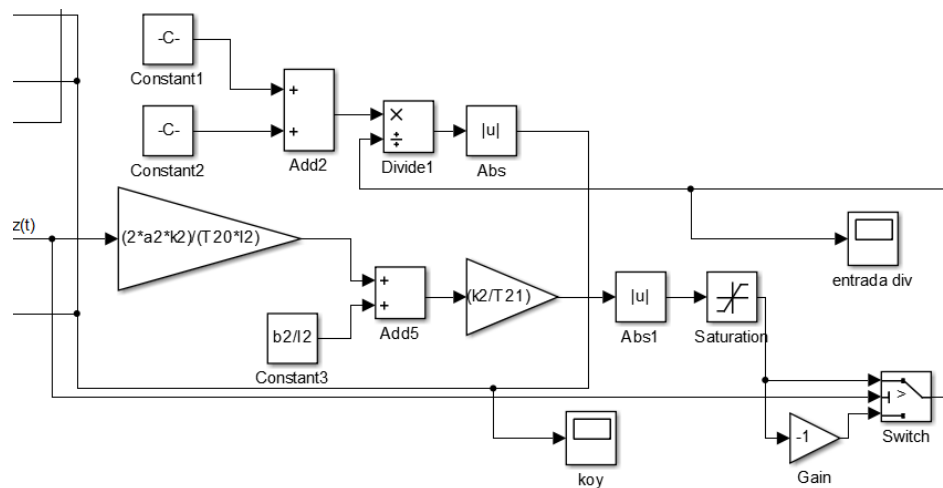 -C-
Constant1
-C-
Constant2
+
+
Add2
×
÷
Divide1
|u|
Abs
z(t)
(2*a2*k2)/(T20*l2)
+
+
Add5
b2/l2
Constant3
(k2/T21)
|u|
Abs1
Saturation
entrada div
>
Switch
-1
Gain
koy